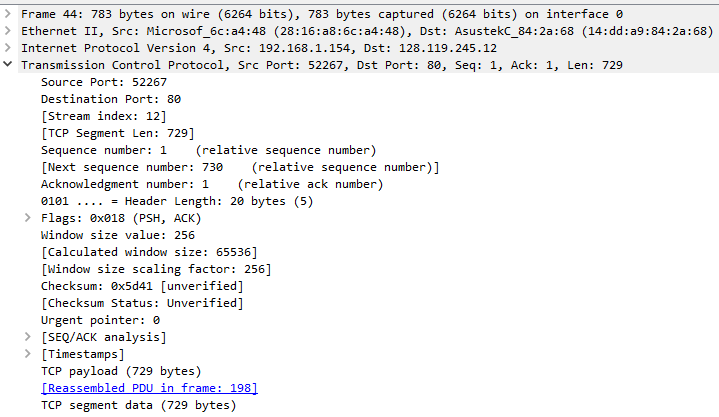 Frame 44: 783 bytes on wire (6264 bits), 783 bytes captured (6264 bits) on interface 0
Ethernet II, Src: Microsof_6c:a4:48 (28:16:a8:6c:a4:48), Dst: AsustekC_84:2a:68 (14:dd:a9:84:2a:68)
Internet Protocol Version 4, Src: 192.168.1.154, Dst: 128.119.245.12
Transmission Control Protocol, Src Port: 52267, Dst Port: 80, Seq: 1, Ack: 1, Len: 729
Source Port: 52267
Destination Port: 80
[Stream index: 12]
[TCP Segment Len: 729]
Sequence number: 1    (relative sequence number)
[Next sequence number: 730    (relative sequence number)]
Acknowledgment number: 1    (relative ack number)
0101 .... = Header Length: 20 bytes (5)
Flags: 0x018 (PSH, ACK)
Window size value: 256
[Calculated window size: 65536]
[Window size scaling factor: 256]
Checksum: 0x5d41 [unverified]
[Checksum Status: Unverified]
Urgent pointer: 0
[SEQ/ACK analysis]
[Timestamps]
TCP payload (729 bytes)
[Reassembled PDU in frame: 198]
TCP segment data (729 bytes)